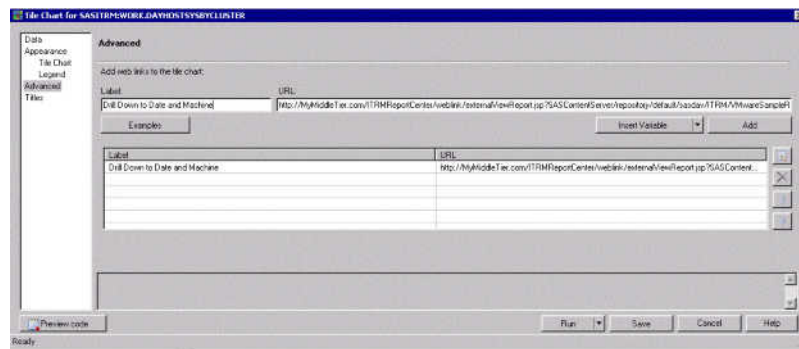 Tile Chart for SASITRM:WORK.DAYHOSTSYSBYCLUSTER
Data
Appearance
Tile Chart
Legend
Advanced
Titles
Advanced
Add web links to the tile chart:
Label: URL:
Drill Down to Date and Machine http://MyMiddleTier.com/ITRMReportCenter/weblink/externalViewReport.jsp?SASContentServer/repository/default/sasdav/ITRM/VMwareSampleR
Examples Insert Variable Add
Label URL
Drill Down to Date and Machine http://MyMiddleTier.com/ITRMReportCenter/weblink/externalViewReport.jsp?SASContent...
Preview code Run Save Cancel Help
Ready